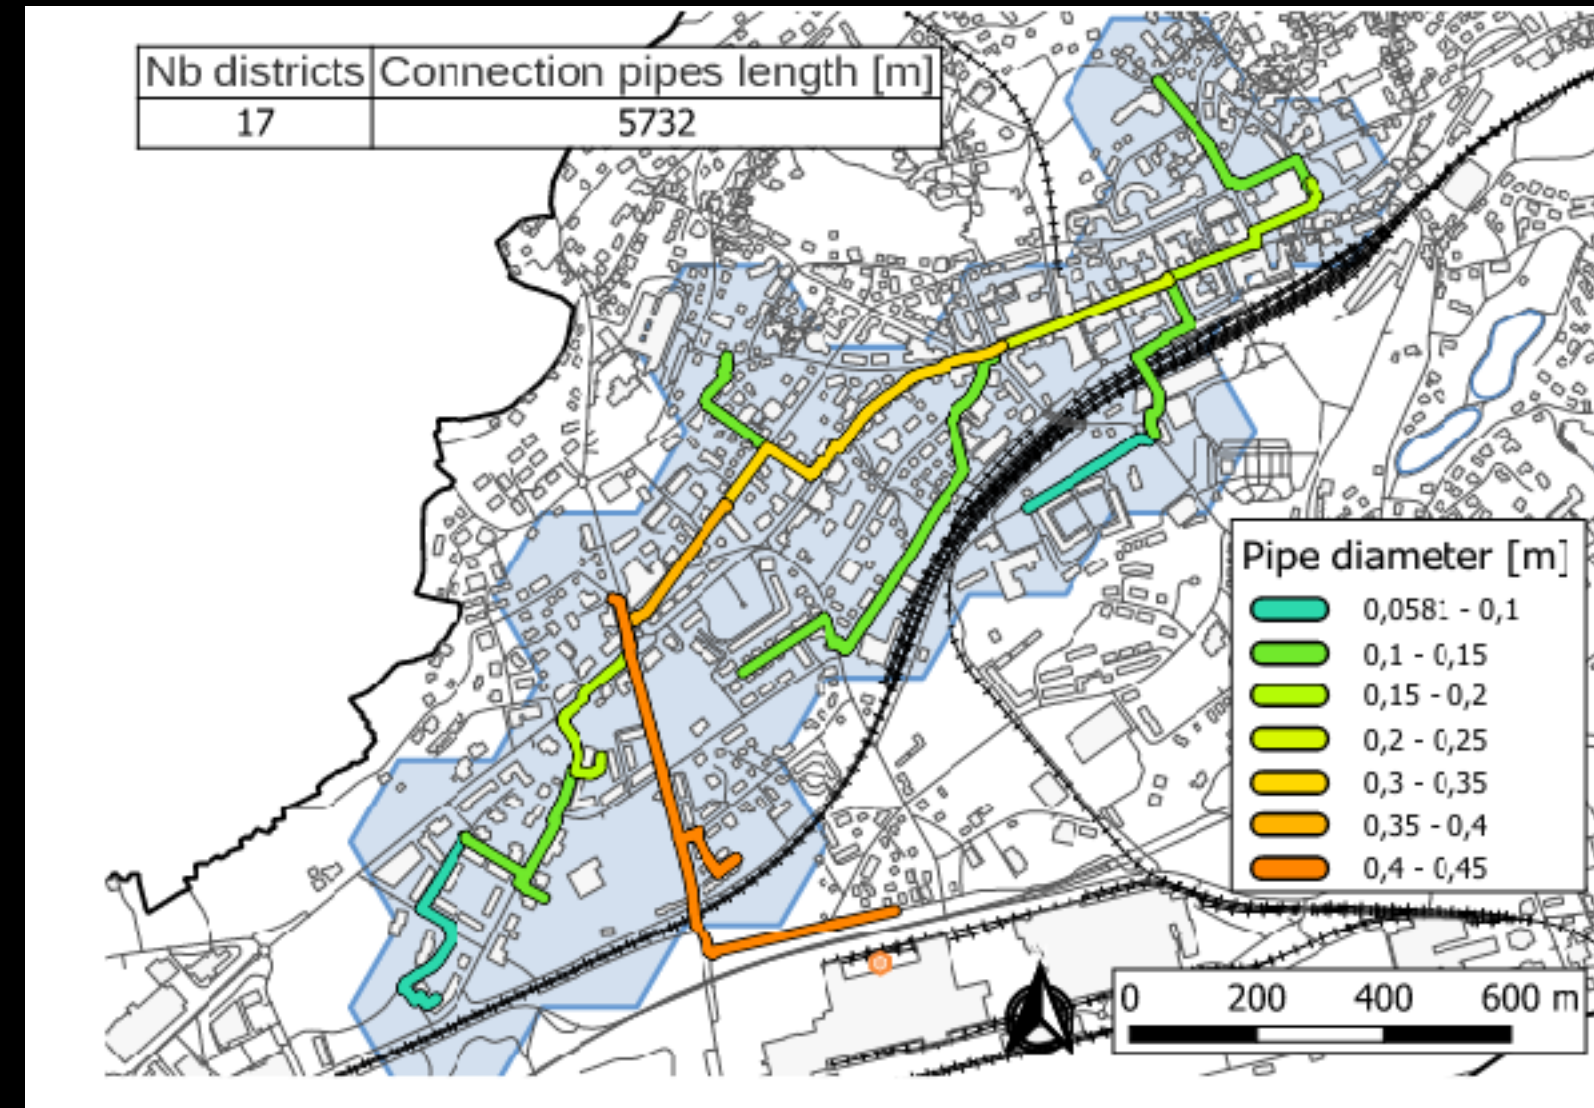 Nb districts Connection pipes length [m]
17 5732
Pipe diameter [m]
0,0581 - 0,1
0,1 - 0,15
0,15 - 0,2
0,2 - 0,25
0,3 - 0,35
0,35 - 0,4
0,4 - 0,45
0 200 400 600 m